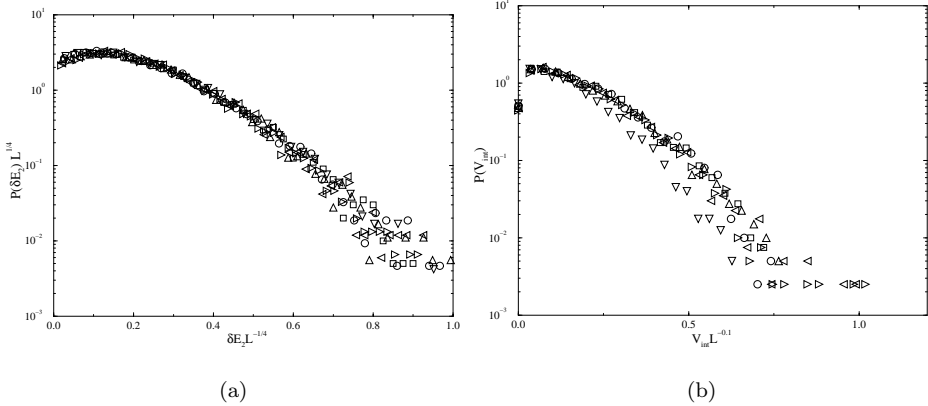 10¹
10⁰
10⁻¹
10⁻²
10⁻³
P(δE₂) L^{1/4}
0.0 0.2 0.4 0.6 0.8 1.0
δE₂L^{-1/4}
(a)
10¹
10⁰
10⁻¹
10⁻²
10⁻³
P(V_{int})
0.0 0.5 1.0
V_{int}L^{-0.1}
(b)